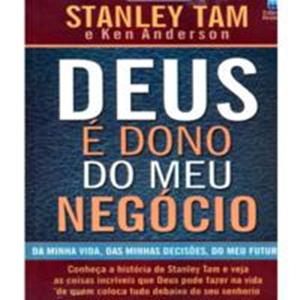 STANLEY TAM
e Ken Anderson
DEUS
É DONO
DO MEU
NEGÓCIO
DA MINHA VIDA, DAS MINHAS DECISÕES, DO MEU FUTUR
Conheça a história de Stanley Tam e veja
as coisas incríveis que Deus pode fazer na vida
de quem coloca tudo debaixo do seu senhorio